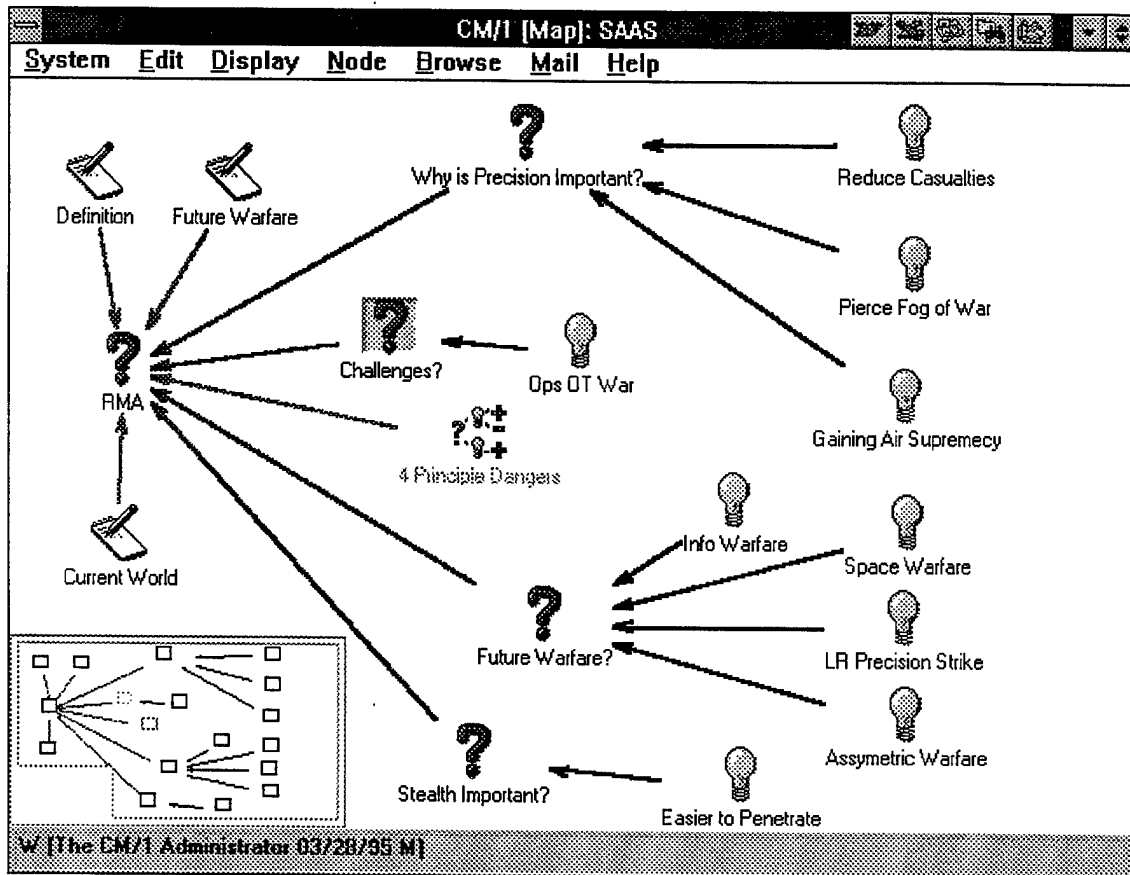 CM/1 [Map]: SAAS
System Edit Display Node Browse Mail Help
Why is Precision Important?
Reduce Casualties
Definition
Future Warfare
Pierce Fog of War
Challenges?
Ops OT War
RMA
Gaining Air Supremecy
4 Principle Dangers
Info Warfare
Space Warfare
Current World
Future Warfare?
LR Precision Strike
Assymetric Warfare
Stealth Important?
Easier to Penetrate
W [The CM/1 Administrator 03/28/95 M]